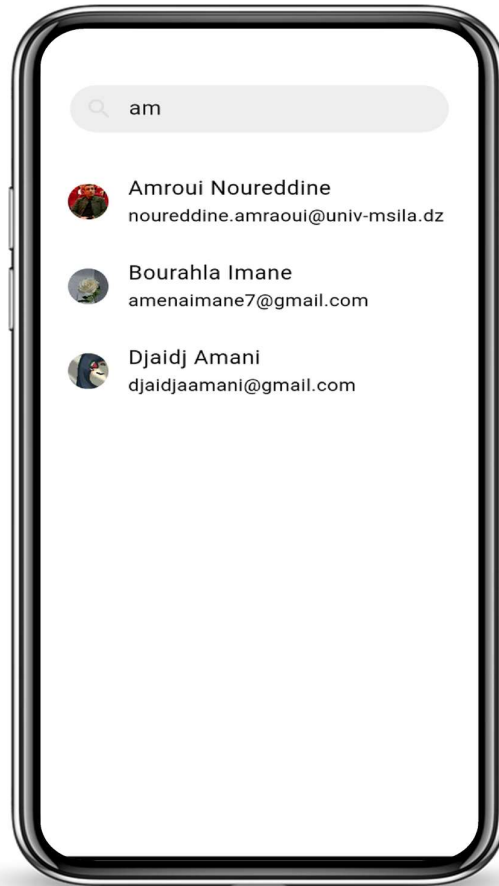 am
Amroui Noureddine
noureddine.amraoui@univ-msila.dz
Bourahla Imane
amenaimane7@gmail.com
Djaidj Amani
djaidjaamani@gmail.com